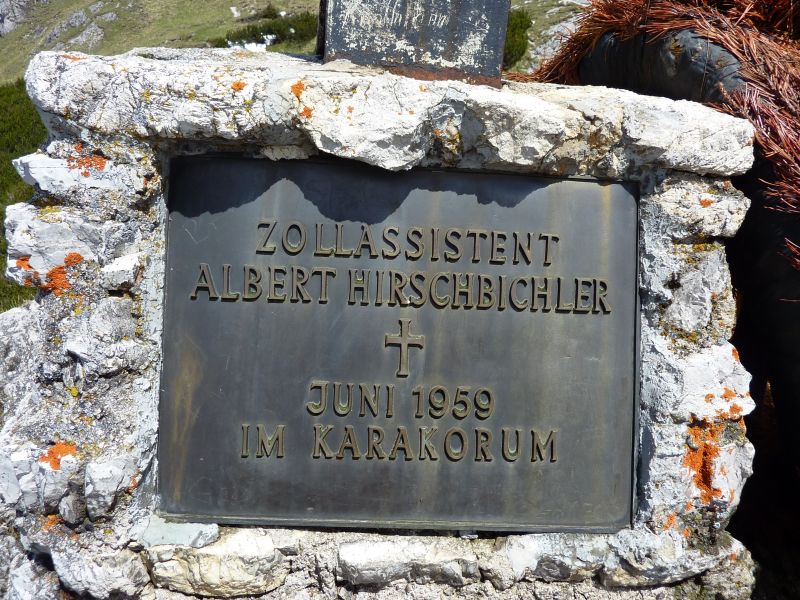 ZOLLASSISTENT
ALBERT HIRSCHBICHLER
JUNI 1959
IM KARAKORUM